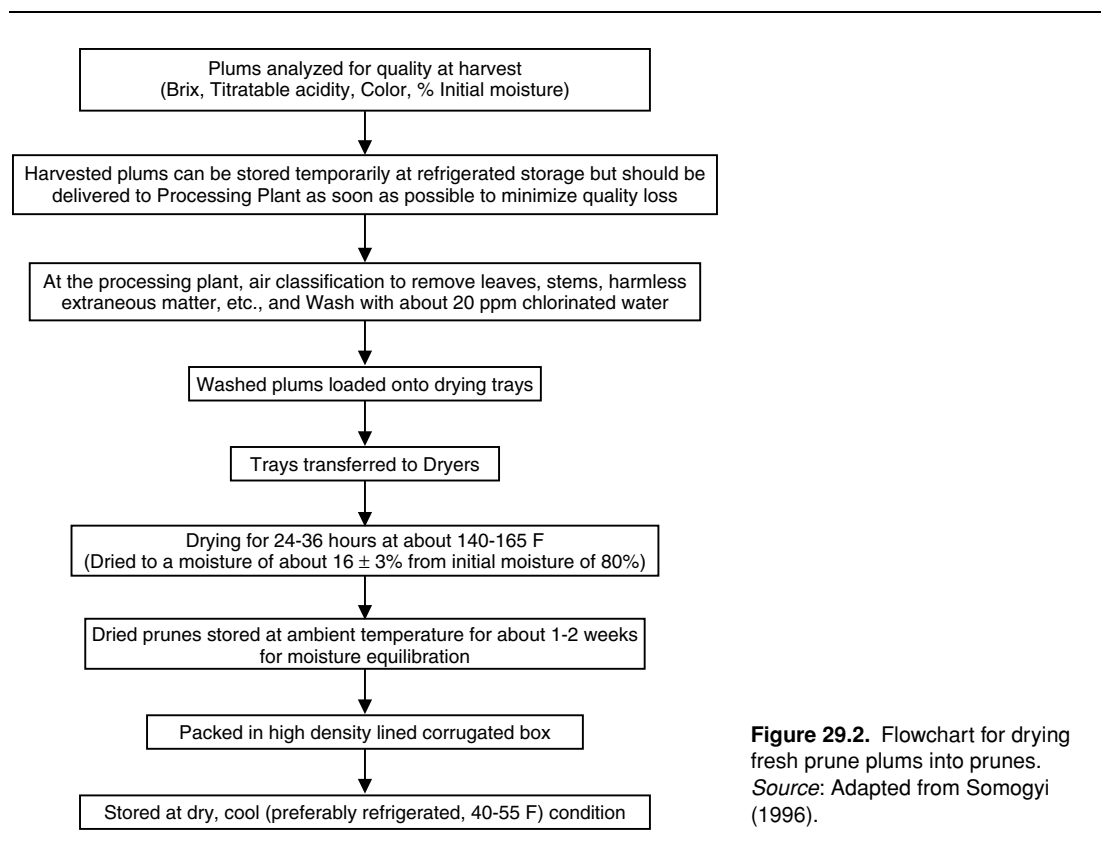 Plums analyzed for quality at harvest
(Brix, Titratable acidity, Color, % Initial moisture)
Harvested plums can be stored temporarily at refrigerated storage but should be
delivered to Processing Plant as soon as possible to minimize quality loss
At the processing plant, air classification to remove leaves, stems, harmless
extraneous matter, etc., and Wash with about 20 ppm chlorinated water
Washed plums loaded onto drying trays
Trays transferred to Dryers
Drying for 24-36 hours at about 140-165 F
(Dried to a moisture of about 16 ± 3% from initial moisture of 80%)
Dried prunes stored at ambient temperature for about 1-2 weeks
for moisture equilibration
Packed in high density lined corrugated box
Stored at dry, cool (preferably refrigerated, 40-55 F) condition
Figure 29.2. Flowchart for drying
fresh prune plums into prunes.
Source: Adapted from Somogyi
(1996).